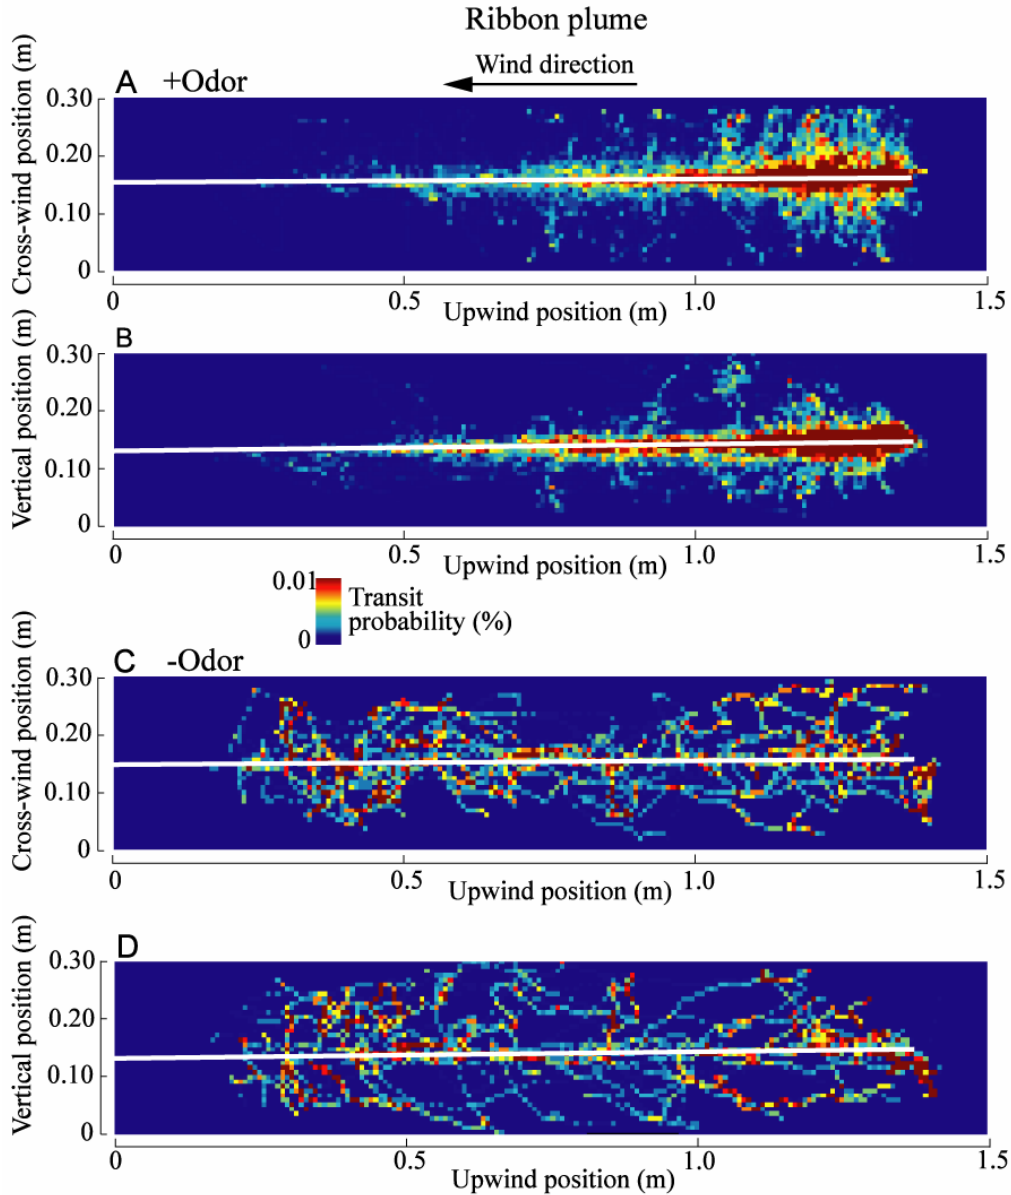 Ribbon plume
Wind direction
A +Odor
Cross-wind position (m)
0.30
0.20
0.10
0
0 0.5 1.0 1.5
Upwind position (m)
B
Vertical position (m)
0.30
0.20
0.10
0
0 0.5 1.0 1.5
Upwind position (m)
0.01
0
Transit
probability (%)
C -Odor
Cross-wind position (m)
0.30
0.20
0.10
0
0 0.5 1.0 1.5
Upwind position (m)
D
Vertical position (m)
0.30
0.20
0.10
0
0 0.5 1.0 1.5
Upwind position (m)